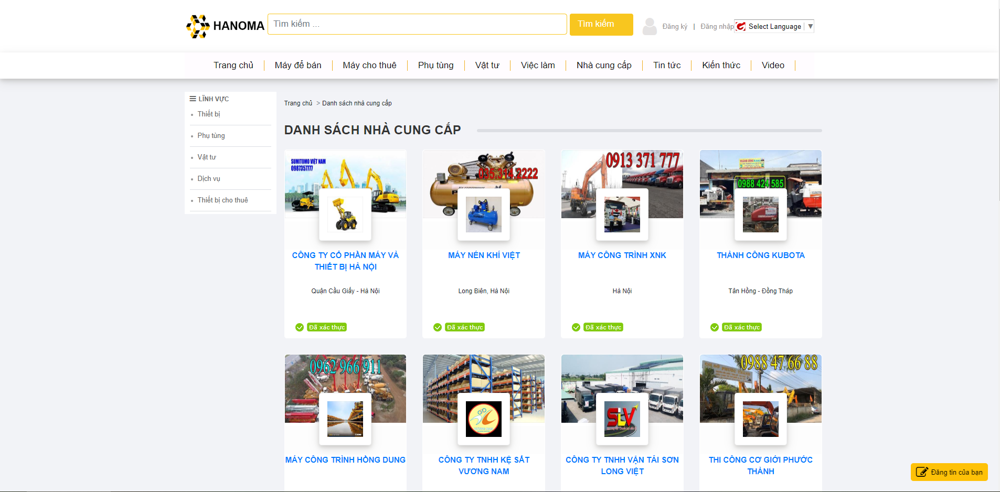 HANOMA
Tìm kiếm ...
Tìm kiếm
Đăng ký | Đăng nhập
Select Language
Trang chủ
Máy để bán
Máy cho thuê
Phụ tùng
Vật tư
Việc làm
Nhà cung cấp
Tin tức
Kiến thức
Video
LĨNH VỰC
Thiết bị
Phụ tùng
Vật tư
Dịch vụ
Thiết bị cho thuê
Trang chủ > Danh sách nhà cung cấp
DANH SÁCH NHÀ CUNG CẤP
SUMITOMO VIỆT NAM
0987357777
CÔNG TY CỔ PHẦN MÁY VÀ
THIẾT BỊ HÀ NỘI
Quận Cầu Giấy - Hà Nội
Đã xác thực
035.314.2222
MÁY NÉN KHÍ VIỆT
Long Biên, Hà Nội
Đã xác thực
0913 371 777
MÁY CÔNG TRÌNH XNK
Hà Nội
Đã xác thực
0988 424 585
THÀNH CÔNG KUBOTA
Tân Hồng - Đồng Tháp
Đã xác thực
0962 966 911
MÁY CÔNG TRÌNH HỒNG DUNG
VƯƠNG NAM
CÔNG TY TNHH KỆ SẮT
VƯƠNG NAM
SLV
CÔNG TY TNHH VẬN TẢI SƠN
LONG VIỆT
0988 47 66 88
THI CÔNG CƠ GIỚI PHƯỚC
THÀNH
Đăng tin của bạn